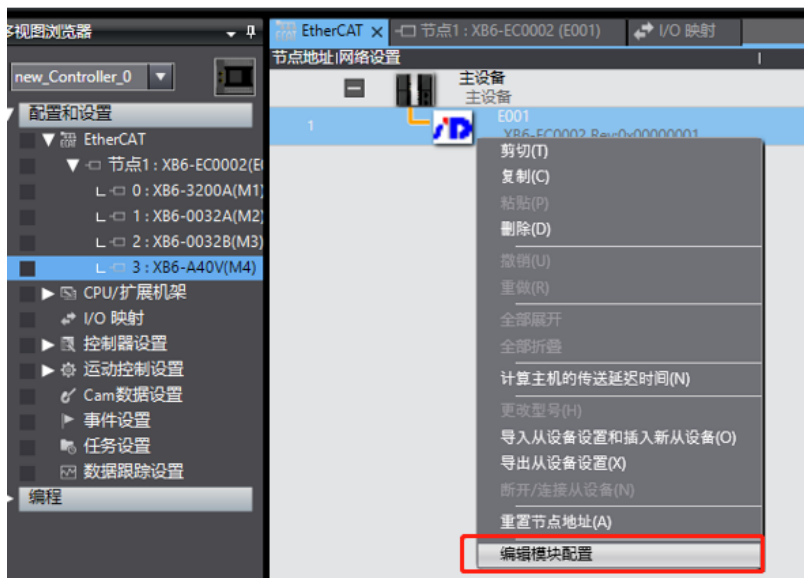 多视图浏览器
new_Controller_0
配置和设置
EtherCAT
节点1 : XB6-EC0002(E
0 : XB6-3200A(M1)
1 : XB6-0032A(M2)
2 : XB6-0032B(M3)
3 : XB6-A40V(M4)
CPU/扩展机架
I/O 映射
控制器设置
运动控制设置
Cam数据设置
事件设置
任务设置
数据跟踪设置
编程
EtherCAT
节点1 : XB6-EC0002 (E001)
I/O 映射
节点地址|网络设置
主设备
主设备
1
E001
XB6-EC0002 Rev:0x00000001
剪切(T)
复制(C)
粘贴(P)
删除(D)
撤销(U)
重做(R)
全部展开
全部折叠
计算主机的传送延迟时间(N)
更改型号(H)
导入从设备设置和插入新从设备(O)
导出从设备设置(X)
断开/连接从设备(N)
重置节点地址(A)
编辑模块配置